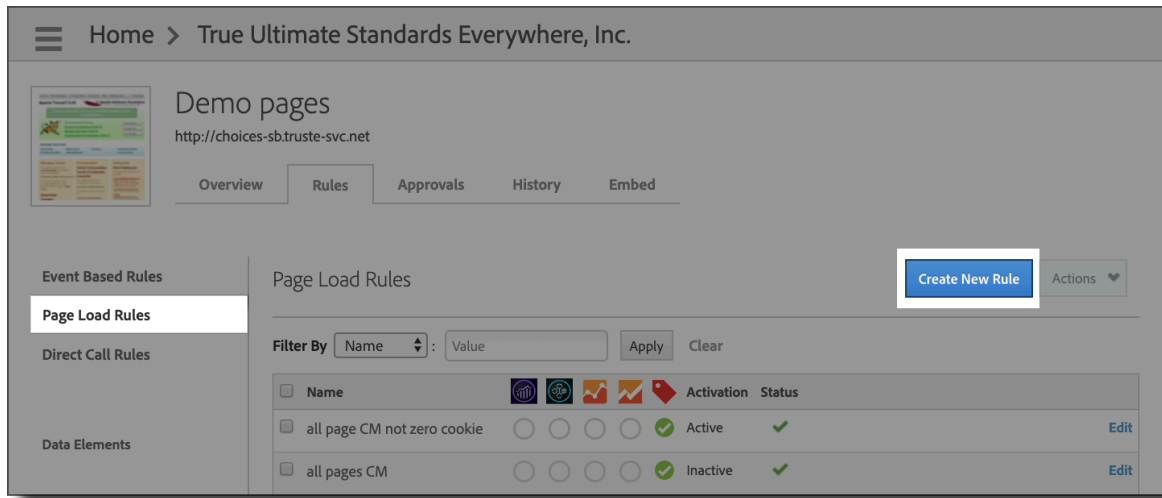 Home > True Ultimate Standards Everywhere, Inc.
Demo pages
http://choices-sb.truste-svc.net
Overview Rules Approvals History Embed
Event Based Rules
Page Load Rules
Direct Call Rules
Data Elements
Page Load Rules
Create New Rule Actions
Filter By Name : Value Apply Clear
Name Activation Status
all page CM not zero cookie Active Edit
all pages CM Inactive Edit